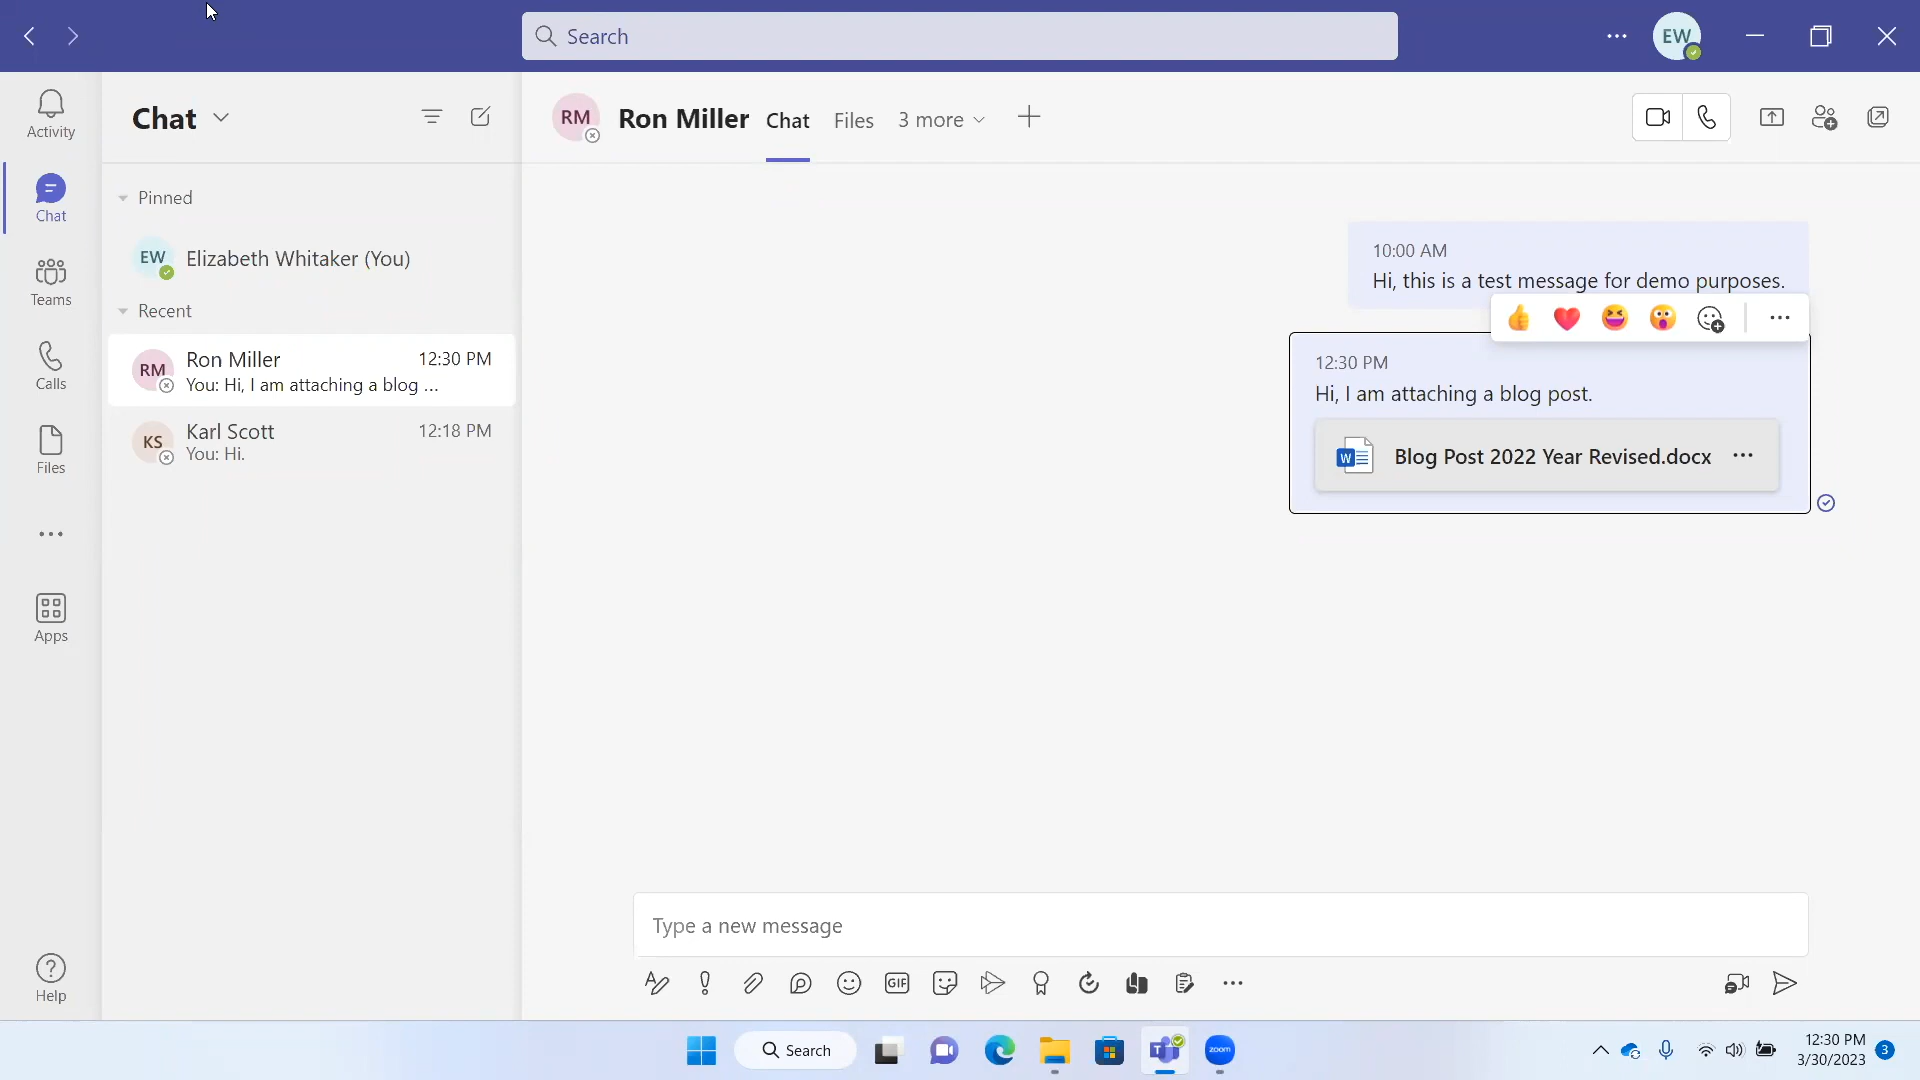 Search
EW
Activity
Chat
Teams
Calls
Files
Apps
Help
Chat
Pinned
EW
Elizabeth Whitaker (You)
Recent
RM
Ron Miller
12:30 PM
You: Hi, I am attaching a blog ...
KS
Karl Scott
12:18 PM
You: Hi.
RM
Ron Miller
Chat
Files
3 more
10:00 AM
Hi, this is a test message for demo purposes.
12:30 PM
Hi, I am attaching a blog post.
W
Blog Post 2022 Year Revised.docx
Type a new message
GIF
Search
T
zoom
12:30 PM
3/30/2023
3